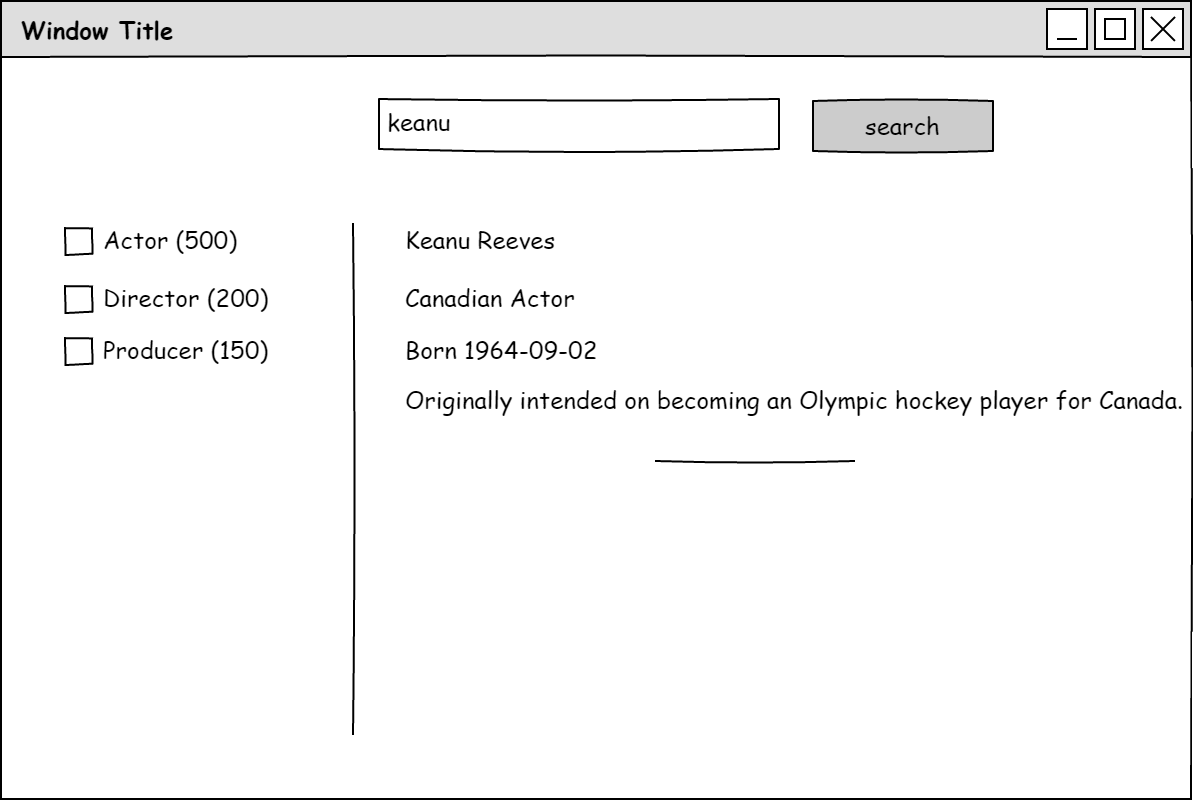 Window Title
keanu
search
Actor (500)
Director (200)
Producer (150)
Keanu Reeves
Canadian Actor
Born 1964-09-02
Originally intended on becoming an Olympic hockey player for Canada.